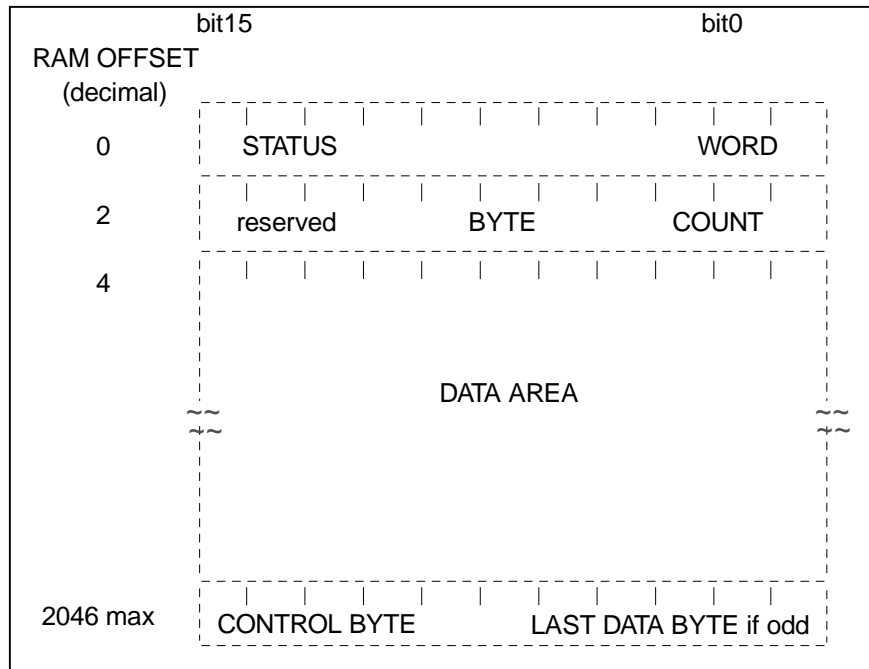 bit15 bit0
RAM OFFSET
(decimal)
0 STATUS WORD
2 reserved BYTE COUNT
4
DATA AREA
2046 max CONTROL BYTE LAST DATA BYTE if odd